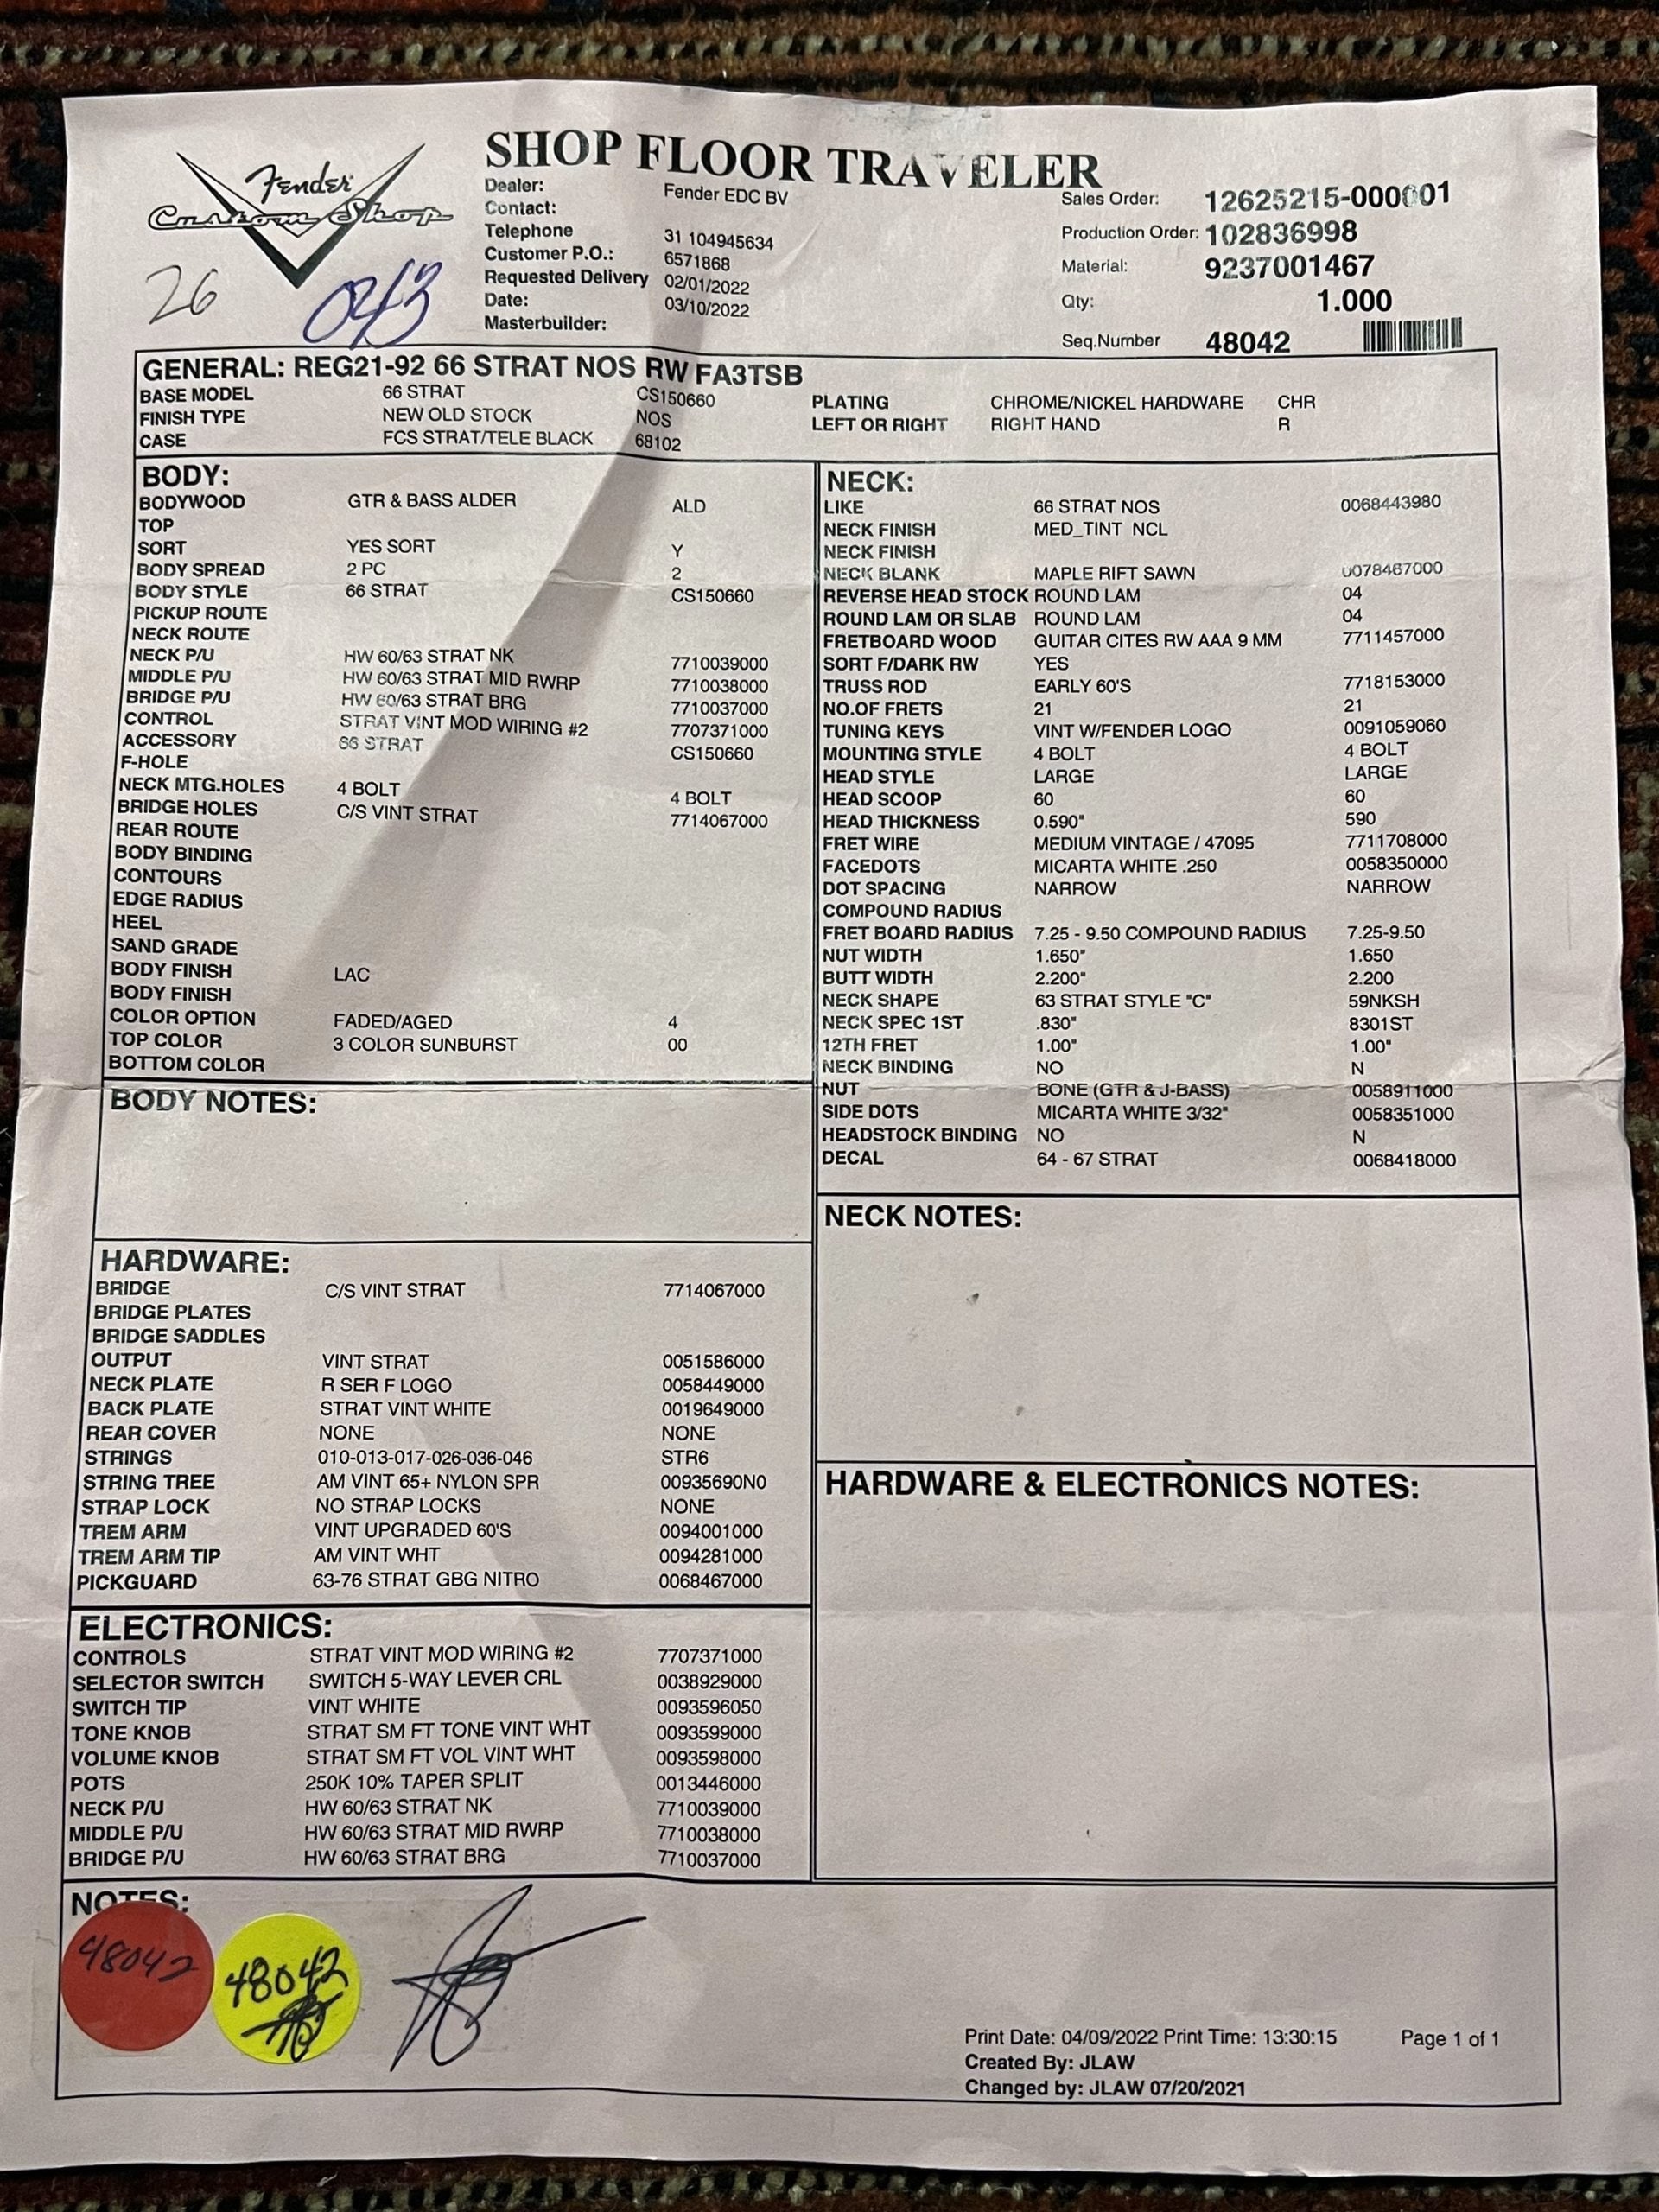 Fender
Custom Shop
SHOP FLOOR TRAVELER
Dealer: Fender EDC BV
Contact:
Telephone 31 104945634
Customer P.O.: 6571868
Requested Delivery 02/01/2022
Date: 03/10/2022
Masterbuilder:
Sales Order: 12625215-000001
Production Order: 102836998
Material: 9237001467
Qty: 1.000
Seq.Number 48042
26
GENERAL: REG21-92 66 STRAT NOS RW FA3TSB
BASE MODEL 66 STRAT CS150660
FINISH TYPE NEW OLD STOCK NOS
CASE FCS STRAT/TELE BLACK 68102
PLATING CHROME/NICKEL HARDWARE CHR
LEFT OR RIGHT RIGHT HAND R
BODY:
BODYWOOD GTR & BASS ALDER ALD
TOP
SORT YES SORT Y
BODY SPREAD 2 PC 2
BODY STYLE 66 STRAT CS150660
PICKUP ROUTE
NECK ROUTE
NECK P/U HW 60/63 STRAT NK 7710039000
MIDDLE P/U HW 60/63 STRAT MID RWRP 7710038000
BRIDGE P/U HW 60/63 STRAT BRG 7710037000
CONTROL STRAT VINT MOD WIRING #2 7707371000
ACCESSORY 66 STRAT CS150660
F-HOLE
NECK MTG.HOLES 4 BOLT 4 BOLT
BRIDGE HOLES C/S VINT STRAT 7714067000
REAR ROUTE
BODY BINDING
CONTOURS
EDGE RADIUS
HEEL
SAND GRADE
BODY FINISH LAC
BODY FINISH
COLOR OPTION FADED/AGED 4
TOP COLOR 3 COLOR SUNBURST 00
BOTTOM COLOR
BODY NOTES:
HARDWARE:
BRIDGE C/S VINT STRAT 7714067000
BRIDGE PLATES
BRIDGE SADDLES
OUTPUT VINT STRAT 0051586000
NECK PLATE R SER F LOGO 0058449000
BACK PLATE STRAT VINT WHITE 0019649000
REAR COVER NONE NONE
STRINGS 010-013-017-026-036-046 STR6
STRING TREE AM VINT 65+ NYLON SPR 00935690N0
STRAP LOCK NO STRAP LOCKS NONE
TREM ARM VINT UPGRADED 60'S 0094001000
TREM ARM TIP AM VINT WHT 0094281000
PICKGUARD 63-76 STRAT GBG NITRO 0068467000
ELECTRONICS:
CONTROLS STRAT VINT MOD WIRING #2 7707371000
SELECTOR SWITCH SWITCH 5-WAY LEVER CRL 0038929000
SWITCH TIP VINT WHITE 0093596050
TONE KNOB STRAT SM FT TONE VINT WHT 0093599000
VOLUME KNOB STRAT SM FT VOL VINT WHT 0093598000
POTS 250K 10% TAPER SPLIT 0013446000
NECK P/U HW 60/63 STRAT NK 7710039000
MIDDLE P/U HW 60/63 STRAT MID RWRP 7710038000
BRIDGE P/U HW 60/63 STRAT BRG 7710037000
NECK:
LIKE 66 STRAT NOS 0068443980
NECK FINISH MED_TINT NCL
NECK FINISH
NECK BLANK MAPLE RIFT SAWN 0078467000
REVERSE HEAD STOCK ROUND LAM 04
ROUND LAM OR SLAB ROUND LAM 04
FRETBOARD WOOD GUITAR CITES RW AAA 9 MM 7711457000
SORT F/DARK RW YES
TRUSS ROD EARLY 60'S 7718153000
NO.OF FRETS 21 21
TUNING KEYS VINT W/FENDER LOGO 0091059060
MOUNTING STYLE 4 BOLT 4 BOLT
HEAD STYLE LARGE LARGE
HEAD SCOOP 60 60
HEAD THICKNESS 0.590" 590
FRET WIRE MEDIUM VINTAGE / 47095 7711708000
FACEDOTS MICARTA WHITE .250 0058350000
DOT SPACING NARROW NARROW
COMPOUND RADIUS
FRET BOARD RADIUS 7.25 - 9.50 COMPOUND RADIUS 7.25-9.50
NUT WIDTH 1.650" 1.650
BUTT WIDTH 2.200" 2.200
NECK SHAPE 63 STRAT STYLE "C" 59NKSH
NECK SPEC 1ST .830" 8301ST
12TH FRET 1.00" 1.00"
NECK BINDING NO N
NUT BONE (GTR & J-BASS) 0058911000
SIDE DOTS MICARTA WHITE 3/32" 0058351000
HEADSTOCK BINDING NO N
DECAL 64 - 67 STRAT 0068418000
NECK NOTES:
HARDWARE & ELECTRONICS NOTES:
NOTES:
48042
48042
Print Date: 04/09/2022 Print Time: 13:30:15 Page 1 of 1
Created By: JLAW
Changed by: JLAW 07/20/2021